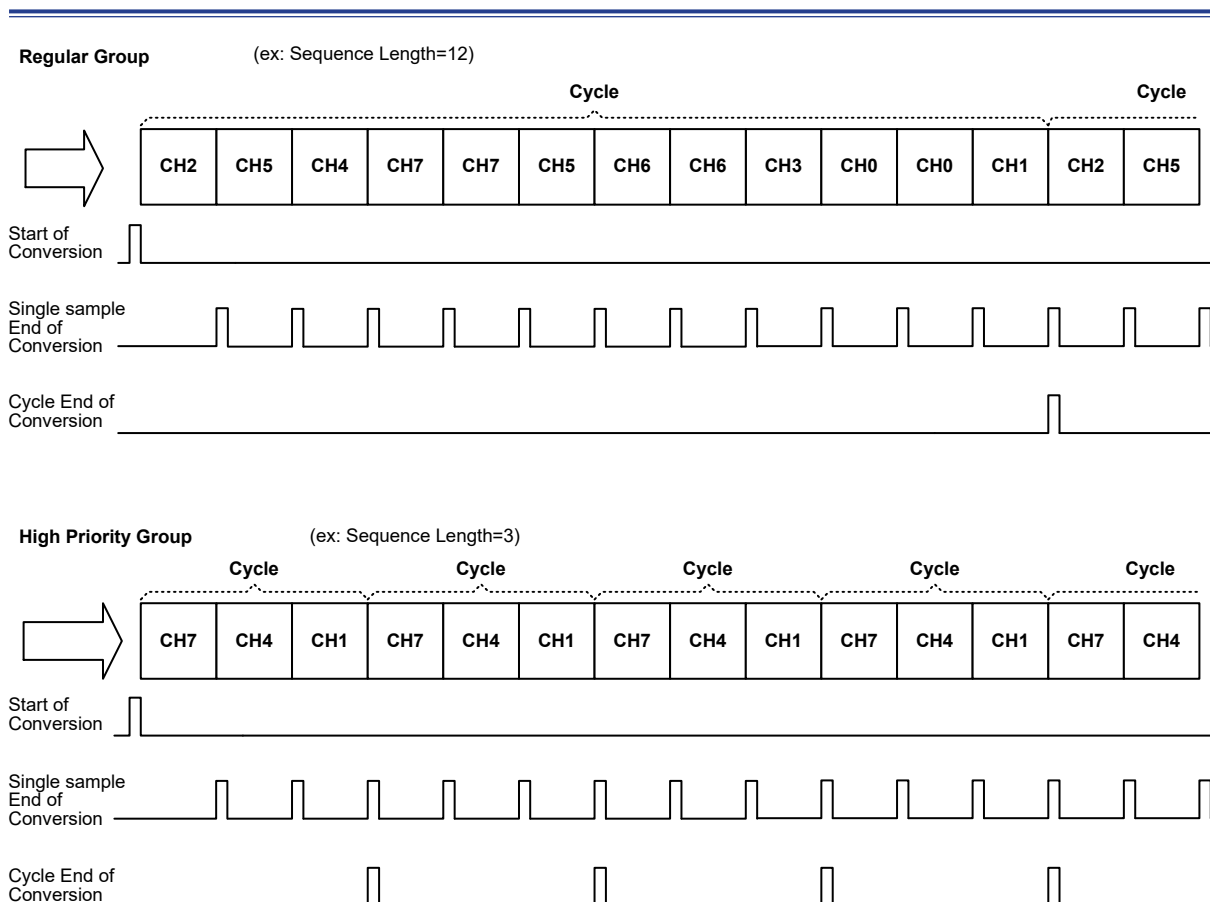 Regular Group (ex: Sequence Length=12)
Cycle Cycle
CH2 CH5 CH4 CH7 CH7 CH5 CH6 CH6 CH3 CH0 CH0 CH1 CH2 CH5
Start of
Conversion
Single sample
End of
Conversion
Cycle End of
Conversion
High Priority Group (ex: Sequence Length=3)
Cycle Cycle Cycle Cycle Cycle
CH7 CH4 CH1 CH7 CH4 CH1 CH7 CH4 CH1 CH7 CH4 CH1 CH7 CH4
Start of
Conversion
Single sample
End of
Conversion
Cycle End of
Conversion